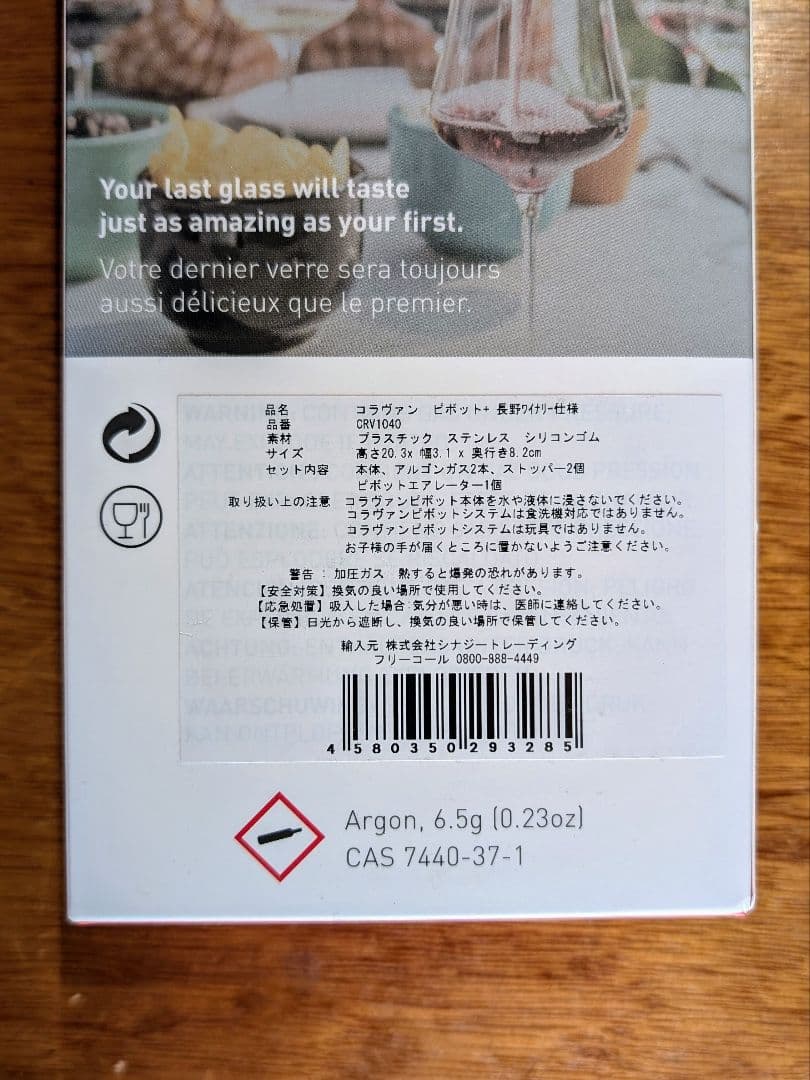 Your last glass will taste
just as amazing as your first.
Votre dernier verre sera toujours
aussi délicieux que le premier.
品名 コラヴァン ピボット+ 長野ワイナリー仕様
品番 CRV1040
素材 プラスチック ステンレス シリコンゴム
サイズ 高さ20.3x 幅3.1 x 奥行き8.2cm
セット内容 本体、アルゴンガス2本、ストッパー2個
ピボットエアレーター1個
取り扱い上の注意 コラヴァンピボット本体を水や液体に浸さないでください。
コラヴァンピボットシステムは食洗機対応ではありません。
コラヴァンピボットシステムは玩具ではありません。
お子様の手が届くところに置かないようご注意ください。
警告 : 加圧ガス 熱すると爆発の恐れがあります。
【安全対策】換気の良い場所で使用してください。
【応急処置】吸入した場合:気分が悪い時は、医師に連絡してください。
【保管】日光から遮断し、換気の良い場所で保管してください。
輸入元 株式会社シナジートレーディング
フリーコール 0800-888-4449
4580350293285
Argon, 6.5g (0.23oz)
CAS 7440-37-1